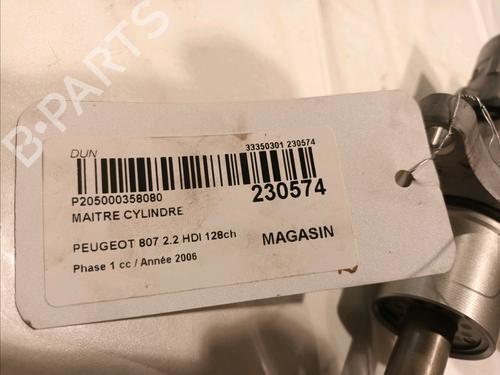 B-PARTS
DUN
33350301 230574
P205000358080
230574
MAITRE CYLINDRE
PEUGEOT 807 2.2 HDI 128ch
MAGASIN
Phase 1 cc / Année 2006